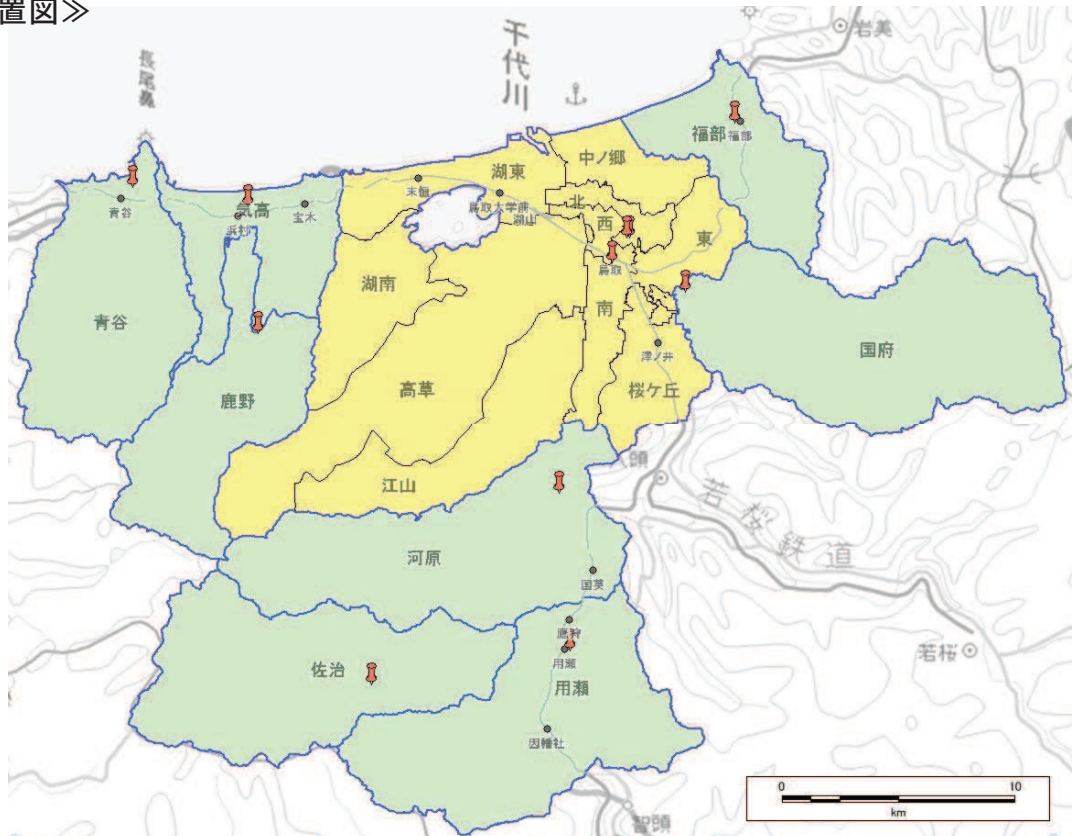 置図≫
岩美
千代川
長尾鼻
福部
福部
中ノ郷
湖東
末恒
鳥取大学前
湖山
北
西
東
青谷
気高
宝木
浜村
鳥取
湖南
南
国府
青谷
津ノ井
鹿野
高草
桜ケ丘
江山
八頭
若桜鉄道
河原
国英
鷹狩
若桜
佐治
用瀬
用瀬
因幡社
智頭
0 10
km